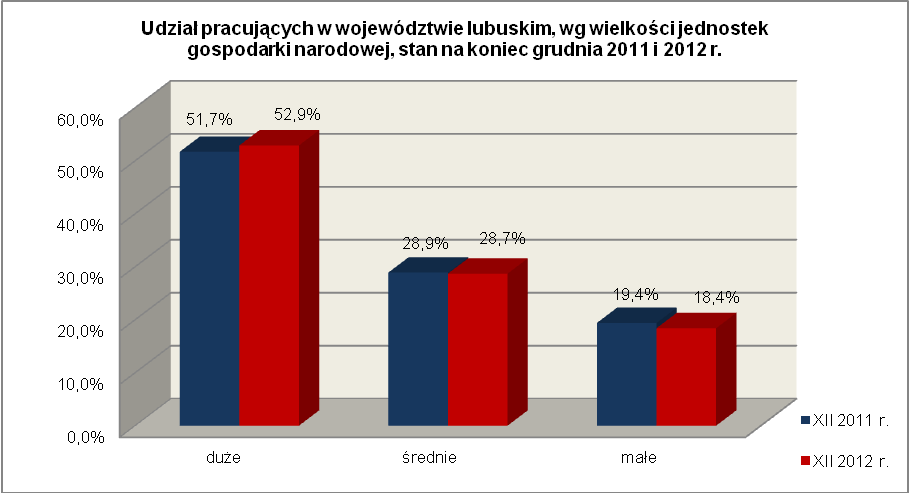 Udział pracujących w województwie lubuskim, wg wielkości jednostek
gospodarki narodowej, stan na koniec grudnia 2011 i 2012 r.
60,0%
50,0%
40,0%
30,0%
20,0%
10,0%
0,0%
51,7%
52,9%
28,9%
28,7%
19,4%
18,4%
duże
średnie
małe
XII 2011 r.
XII 2012 r.